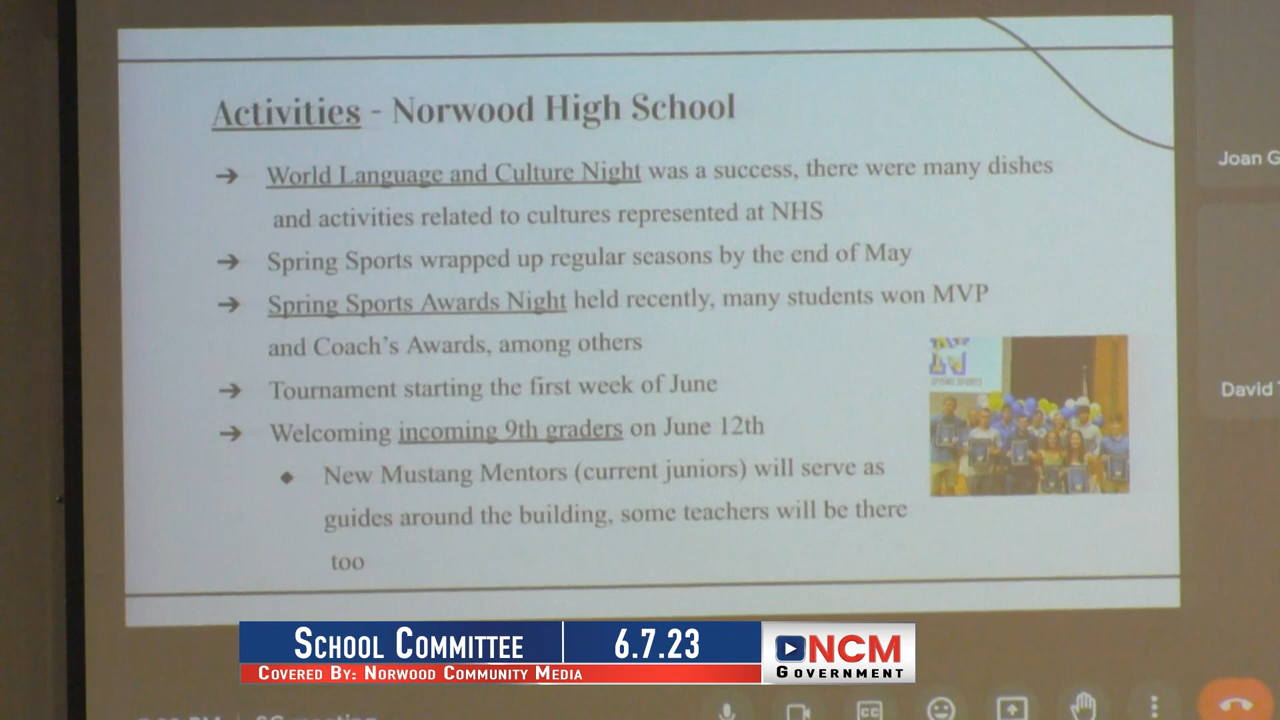 Activities - Norwood High School
➔ World Language and Culture Night was a success, there were many dishes
and activities related to cultures represented at NHS
➔ Spring Sports wrapped up regular seasons by the end of May
➔ Spring Sports Awards Night held recently, many students won MVP
and Coach's Awards, among others
➔ Tournament starting the first week of June
➔ Welcoming incoming 9th graders on June 12th
◆ New Mustang Mentors (current juniors) will serve as
guides around the building, some teachers will be there
too
Joan G
David
N
SPRING SPORTS
SCHOOL COMMITTEE 6.7.23
COVERED BY: NORWOOD COMMUNITY MEDIA
NCM
GOVERNMENT
CC